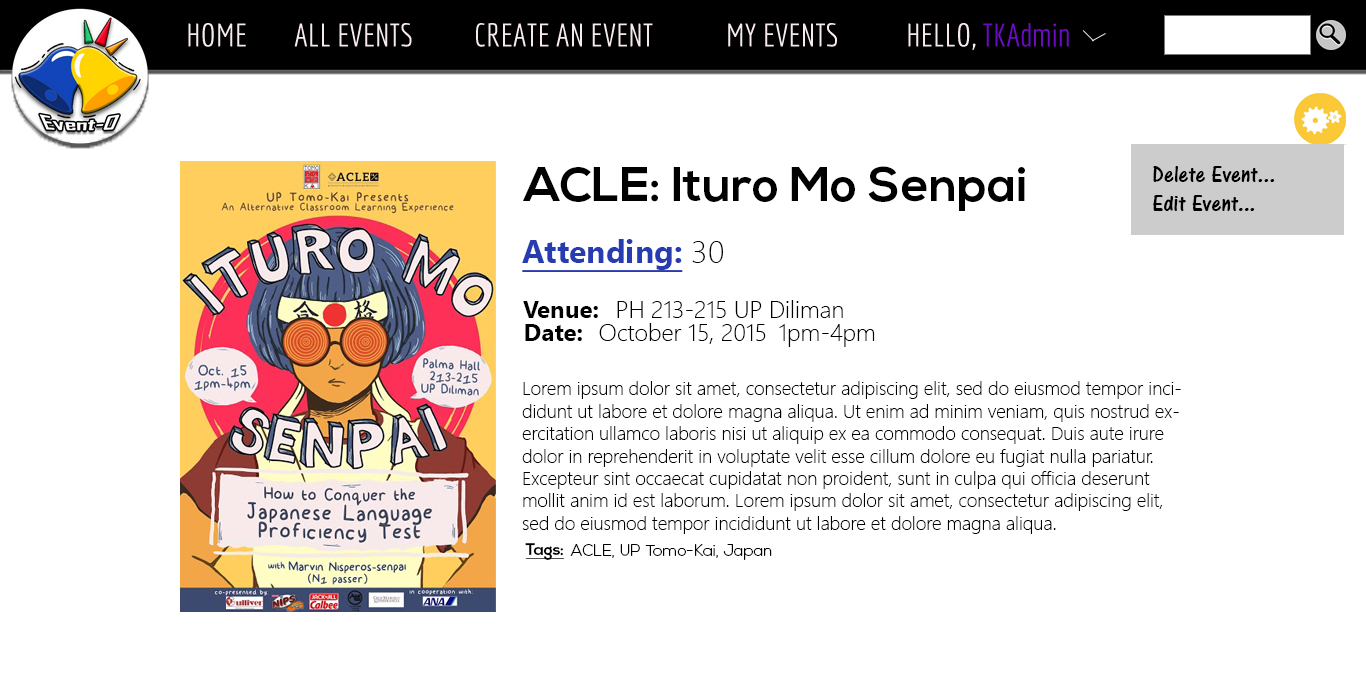 HOME ALL EVENTS CREATE AN EVENT MY EVENTS HELLO, TKAdmin
Event-O
Delete Event...
Edit Event...
ACLE: Ituro Mo Senpai
Attending: 30
Venue: PH 213-215 UP Diliman
Date: October 15, 2015 1pm-4pm
Lorem ipsum dolor sit amet, consectetur adipiscing elit, sed do eiusmod tempor inci-
didunt ut labore et dolore magna aliqua. Ut enim ad minim veniam, quis nostrud ex-
ercitation ullamco laboris nisi ut aliquip ex ea commodo consequat. Duis aute irure
dolor in reprehenderit in voluptate velit esse cillum dolore eu fugiat nulla pariatur.
Excepteur sint occaecat cupidatat non proident, sunt in culpa qui officia deserunt
mollit anim id est laborum. Lorem ipsum dolor sit amet, consectetur adipiscing elit,
sed do eiusmod tempor incididunt ut labore et dolore magna aliqua.
Tags: ACLE, UP Tomo-Kai, Japan
ACLE
UP Tomo-Kai Presents
An Alternative Classroom Learning Experience
ITURO MO
合格
Oct. 15
1pm-4pm
Palma Hall
213-215
UP Diliman
SENPAI
How to Conquer the
Japanese Language
Proficiency Test
with Marvin Nisperos-senpai
(N1 passer)
co-presented by:
in cooperation with:
Gulliver
NIPS
JACK 'n JILL
Calbee
ANA